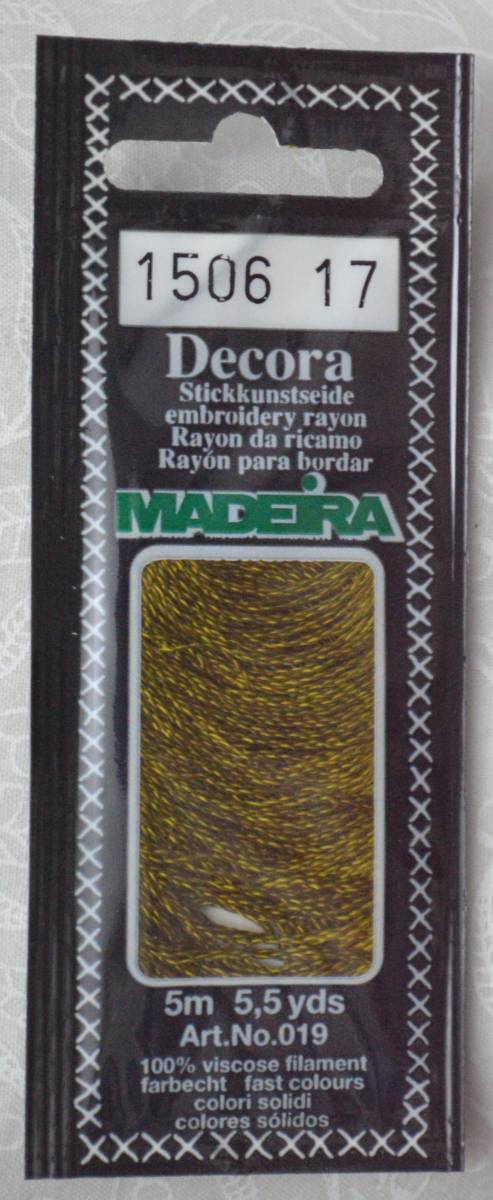 1506 17
Decora
Stickkunstseide
embroidery rayon
Rayon da ricamo
Rayón para bordar
MADEIRA
5m 5,5 yds
Art.No.019
100% viscose filament
farbecht fast colours
colori solidi
colores sólidos